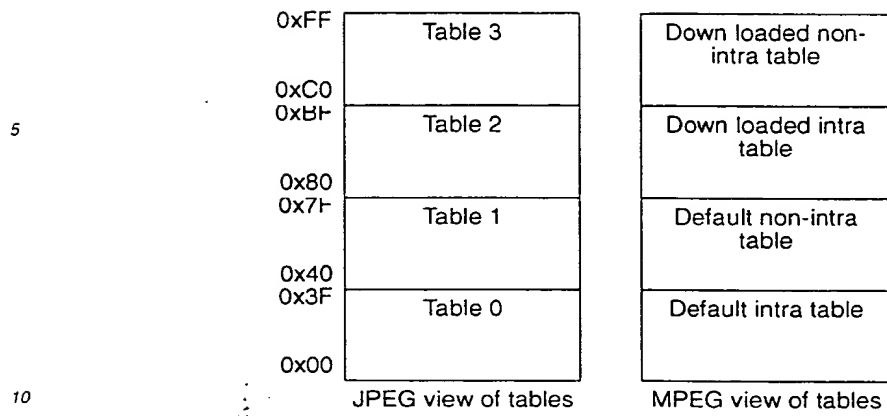 0xFF
Table 3
Down loaded non-
intra table
0xC0
0xBF
Table 2
Down loaded intra
table
5
0x80
0x7F
Table 1
Default non-intra
table
0x40
0x3F
Table 0
Default intra table
0x00
10
JPEG view of tables
MPEG view of tables